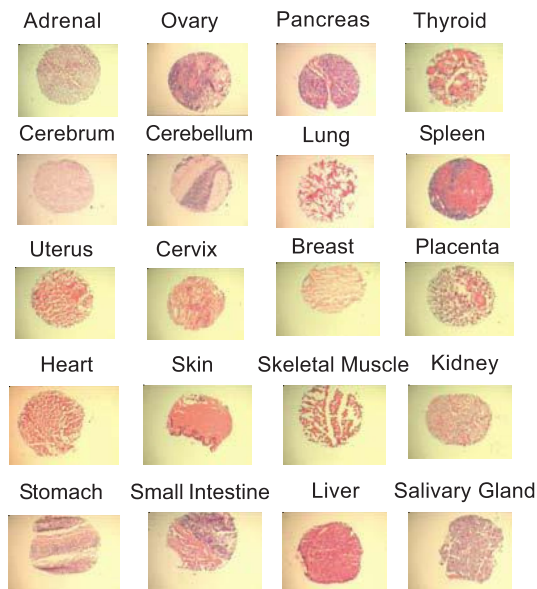 Adrenal Ovary Pancreas Thyroid
Cerebrum Cerebellum Lung Spleen
Uterus Cervix Breast Placenta
Heart Skin Skeletal Muscle Kidney
Stomach Small Intestine Liver Salivary Gland